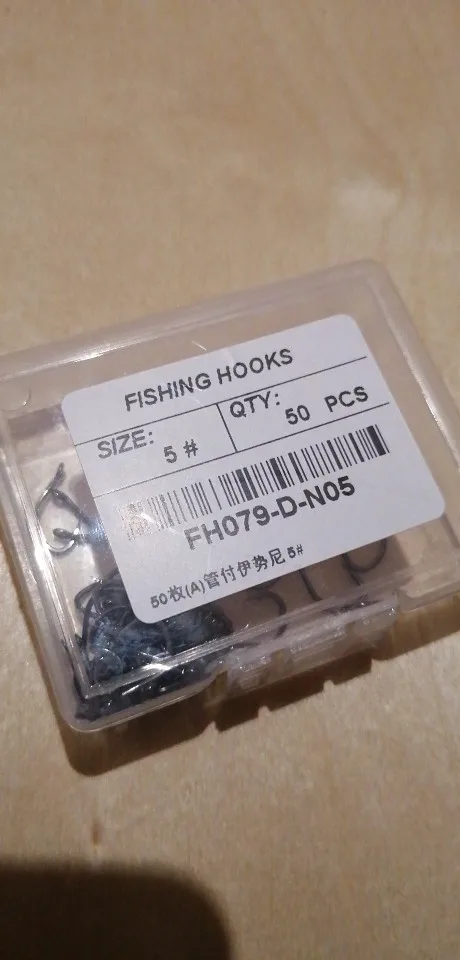 FISHING HOOKS
SIZE: 5 # QTY: 50 PCS
FH079-D-N05
50枚(A)管付伊势尼 5#